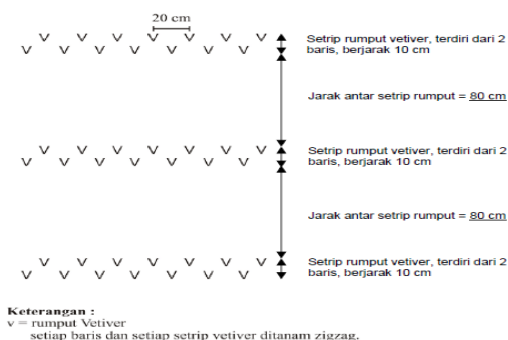 20 cm
Setrip rumput vetiver, terdiri dari 2
baris, berjarak 10 cm
Jarak antar setrip rumput = 80 cm
Setrip rumput vetiver, terdiri dari 2
baris, berjarak 10 cm
Jarak antar setrip rumput = 80 cm
Setrip rumput vetiver, terdiri dari 2
baris, berjarak 10 cm
Keterangan :
v = rumput Vetiver
setiap baris dan setiap setrip vetiver ditanam zigzag.